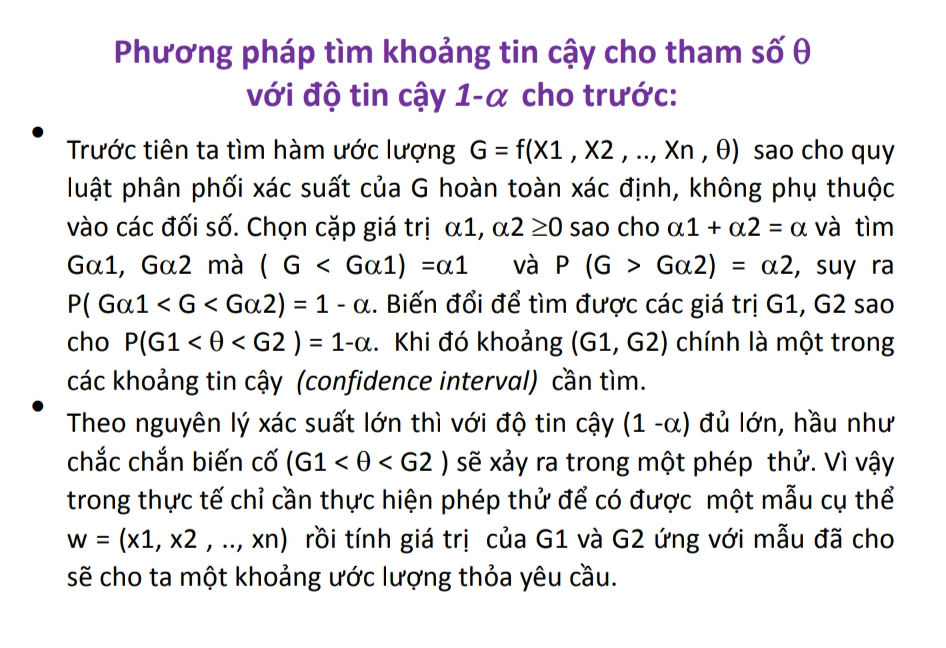 Phương pháp tìm khoảng tin cậy cho tham số θ
với độ tin cậy 1-α cho trước:
• Trước tiên ta tìm hàm ước lượng G = f(X1 , X2 , .., Xn , θ) sao cho quy
luật phân phối xác suất của G hoàn toàn xác định, không phụ thuộc
vào các đối số. Chọn cặp giá trị α1, α2 ≥0 sao cho α1 + α2 = α và tìm
Gα1, Gα2 mà ( G < Gα1) =α1 và P (G > Gα2) = α2, suy ra
P( Gα1 < G < Gα2) = 1 - α. Biến đổi để tìm được các giá trị G1, G2 sao
cho P(G1 < θ < G2 ) = 1-α. Khi đó khoảng (G1, G2) chính là một trong
các khoảng tin cậy (confidence interval) cần tìm.
• Theo nguyên lý xác suất lớn thì với độ tin cậy (1 -α) đủ lớn, hầu như
chắc chắn biến cố (G1 < θ < G2 ) sẽ xảy ra trong một phép thử. Vì vậy
trong thực tế chỉ cần thực hiện phép thử để có được một mẫu cụ thể
w = (x1, x2 , .., xn) rồi tính giá trị của G1 và G2 ứng với mẫu đã cho
sẽ cho ta một khoảng ước lượng thỏa yêu cầu.